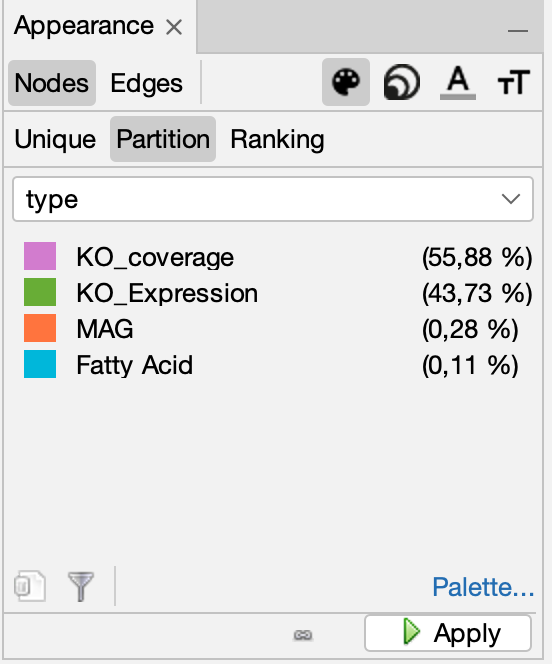 Appearance
Nodes Edges A TT
Unique Partition Ranking
type
KO_coverage (55,88 %)
KO_Expression (43,73 %)
MAG (0,28 %)
Fatty Acid (0,11 %)
Palette...
Apply